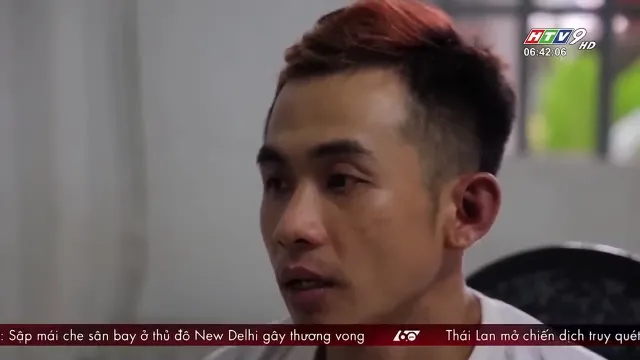 HTV9 HD
06:42:06
: Sập mái che sân bay ở thủ đô New Delhi gây thương vong 60 Thái Lan mở chiến dịch truy quét